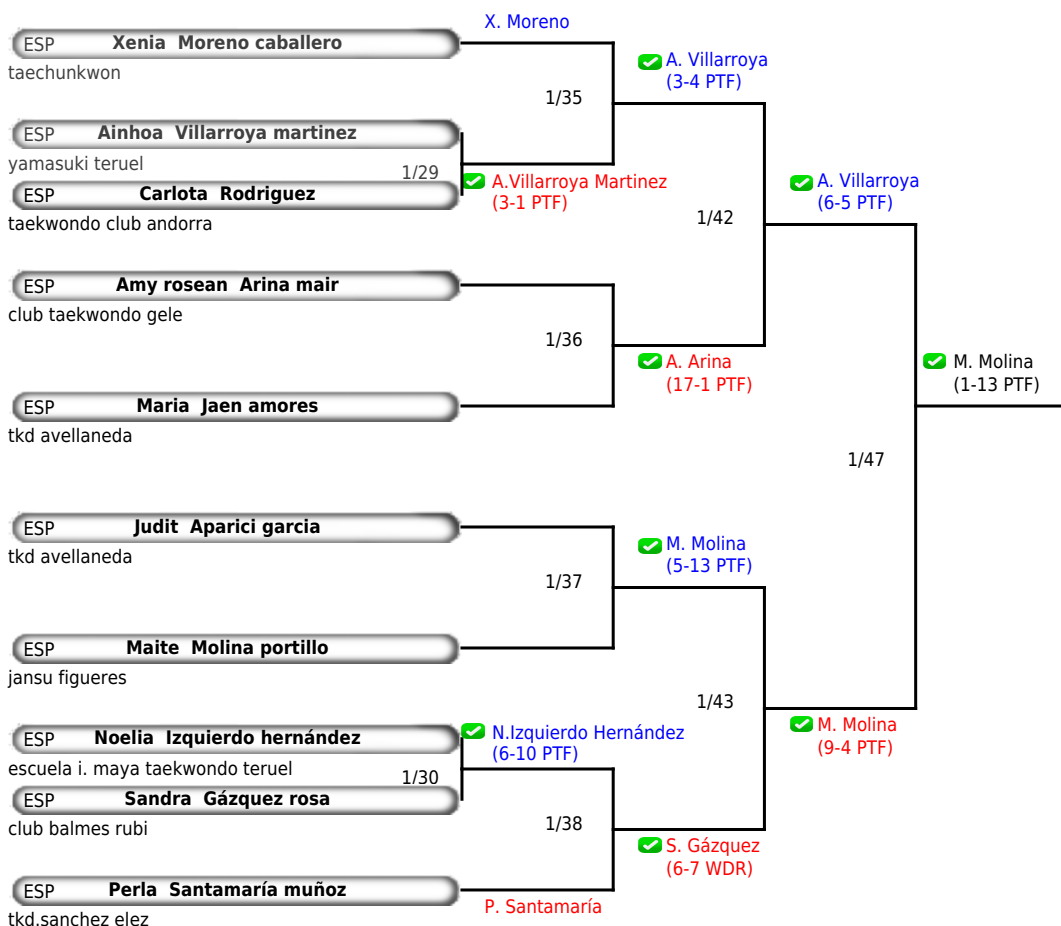 X. Moreno
ESP Xenia Moreno caballero
taechunkwon
A. Villarroya
(3-4 PTF)
1/35
ESP Ainhoa Villarroya martinez
yamasuki teruel
1/29
A.Villarroya Martinez
(3-1 PTF)
ESP Carlota Rodriguez
taekwondo club andorra
A. Villarroya
(6-5 PTF)
1/42
ESP Amy rosean Arina mair
club taekwondo gele
1/36
A. Arina
(17-1 PTF)
M. Molina
(1-13 PTF)
ESP Maria Jaen amores
tkd avellaneda
1/47
ESP Judit Aparici garcia
tkd avellaneda
M. Molina
(5-13 PTF)
1/37
ESP Maite Molina portillo
jansu figueres
1/43
M. Molina
(9-4 PTF)
ESP Noelia Izquierdo hernández
escuela i. maya taekwondo teruel
N.Izquierdo Hernández
(6-10 PTF)
1/30
ESP Sandra Gázquez rosa
club balmes rubi
1/38
S. Gázquez
(6-7 WDR)
ESP Perla Santamaría muñoz
tkd.sanchez elez
P. Santamaría